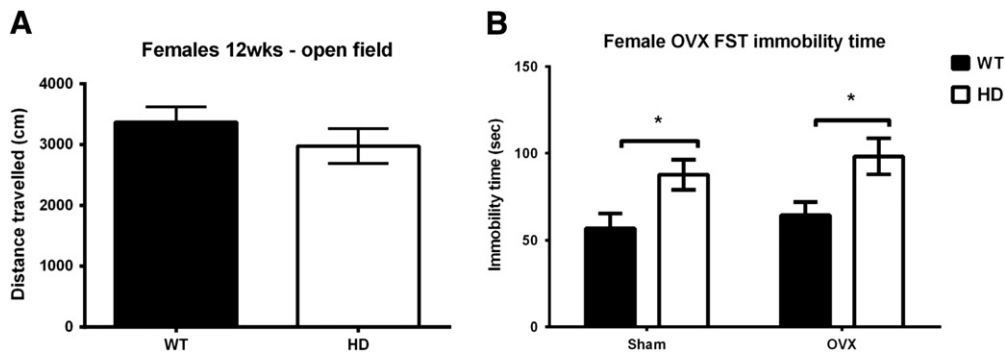 A
Females 12wks - open field
Distance travelled (cm)
4000
3000
2000
1000
0
WT
HD
B
Female OVX FST immobility time
Immobility time (sec)
150
100
50
0
*
*
Sham
OVX
WT
HD